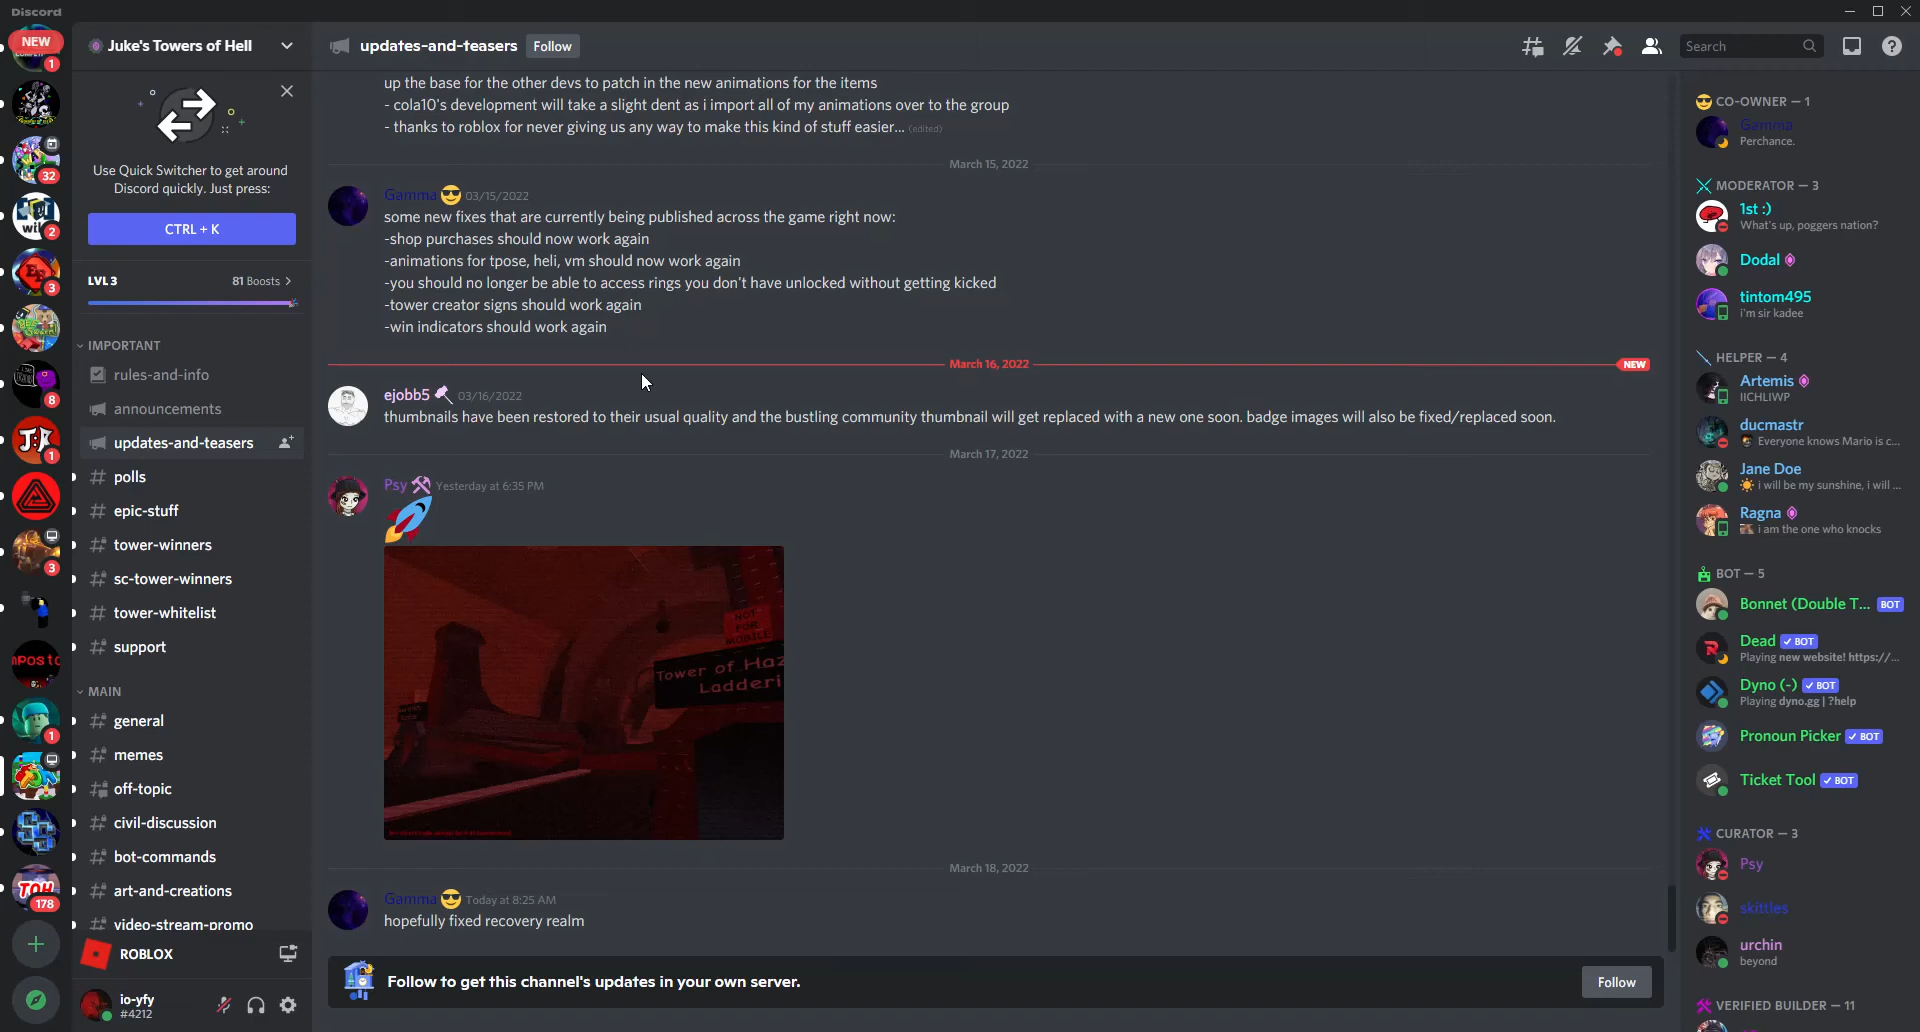 Discord
NEW
1
32
2
3
8
1
3
1
178
Juke's Towers of Hell
Use Quick Switcher to get around
Discord quickly. Just press:
CTRL + K
LVL 3
81 Boosts
IMPORTANT
rules-and-info
announcements
updates-and-teasers
polls
epic-stuff
tower-winners
sc-tower-winners
tower-whitelist
support
MAIN
general
memes
off-topic
civil-discussion
bot-commands
art-and-creations
video-stream-promo
ROBLOX
io-yfy
#4212
updates-and-teasers
Follow
Search
up the base for the other devs to patch in the new animations for the items
- cola10's development will take a slight dent as i import all of my animations over to the group
- thanks to roblox for never giving us any way to make this kind of stuff easier... (edited)
March 15, 2022
Gamma 03/15/2022
some new fixes that are currently being published across the game right now:
-shop purchases should now work again
-animations for tpose, heli, vm should now work again
-you should no longer be able to access rings you don't have unlocked without getting kicked
-tower creator signs should work again
-win indicators should work again
March 16, 2022
NEW
ejobb5 03/16/2022
thumbnails have been restored to their usual quality and the bustling community thumbnail will get replaced with a new one soon. badge images will also be fixed/replaced soon.
March 17, 2022
Psy Yesterday at 6:35 PM
NOT
FOR
MOBILE
Tower of Haz
Ladderi
March 18, 2022
Gamma Today at 8:25 AM
hopefully fixed recovery realm
Follow to get this channel's updates in your own server.
Follow
CO-OWNER — 1
Gamma
Perchance.
MODERATOR — 3
1st :)
What's up, poggers nation?
Dodal
tintom495
i'm sir kadee
HELPER — 4
Artemis
IICHLIWP
ducmastr
Everyone knows Mario is c...
Jane Doe
i will be my sunshine, i will ...
Ragna
i am the one who knocks
BOT — 5
Bonnet (Double T... BOT
Dead BOT
Playing new website! https://...
Dyno (-) BOT
Playing dyno.gg | ?help
Pronoun Picker BOT
Ticket Tool BOT
CURATOR — 3
Psy
skittles
urchin
beyond
VERIFIED BUILDER — 11